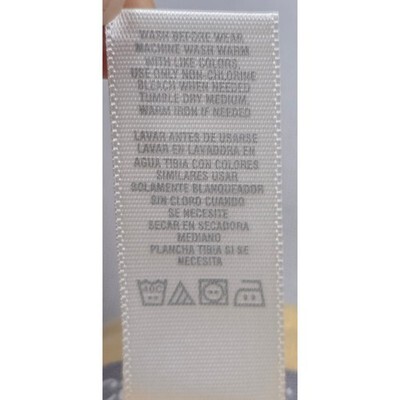 WASH BEFORE WEAR,
MACHINE WASH WARM
WITH LIKE COLORS,
USE ONLY NON-CHLORINE
BLEACH WHEN NEEDED
TUMBLE DRY MEDIUM,
WARM IRON IF NEEDED
LAVAR ANTES DE USARSE
LAVAR EN LAVADORA EN
AGUA TIBIA CON COLORES
SIMILARES USAR
SOLAMENTE BLANQUEADOR
SIN CLORO CUANDO
SE NECESITE
SECAR EN SECADORA
MEDIANO
PLANCHA TIBIA SI SE
NECESITA
40C